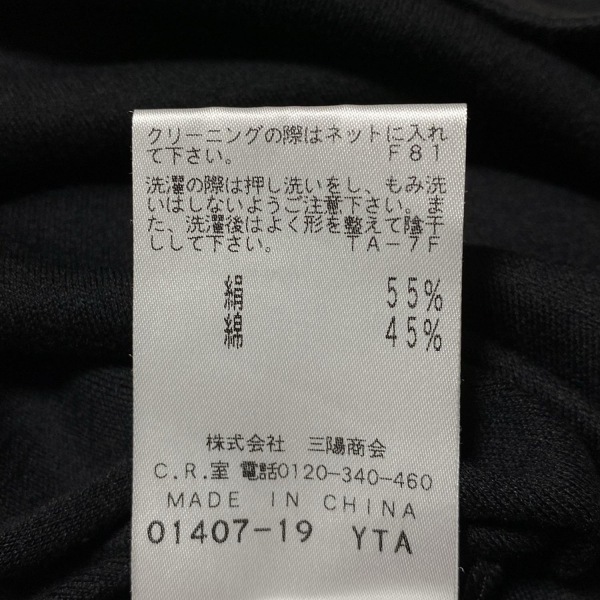 クリーニングの際はネットに入れ
て下さい。 F81
洗濯の際は押し洗いをし、もみ洗
いはしないようご注意下さい。ま
た、洗濯後はよく形を整えて陰干
しして下さい。 TA-7F
絹 55%
綿 45%
株式会社 三陽商会
C.R.室 電話0120-340-460
MADE IN CHINA
01407-19 YTA